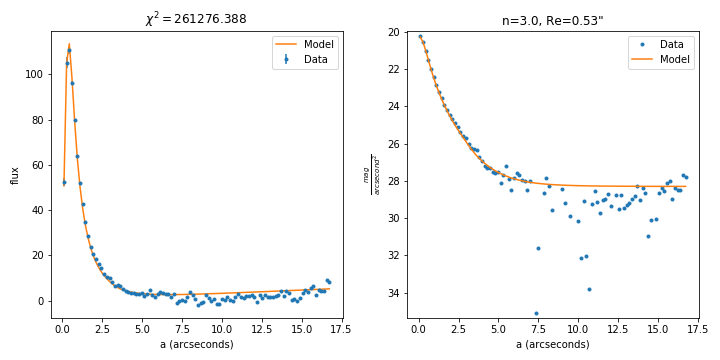 χ² = 261276.388
flux
100
80
60
40
20
0
0.0 2.5 5.0 7.5 10.0 12.5 15.0 17.5
a (arcseconds)
Model
Data
n=3.0, Re=0.53"
mag
arcsecond²
20
22
24
26
28
30
32
34
0.0 2.5 5.0 7.5 10.0 12.5 15.0 17.5
a (arcseconds)
Data
Model